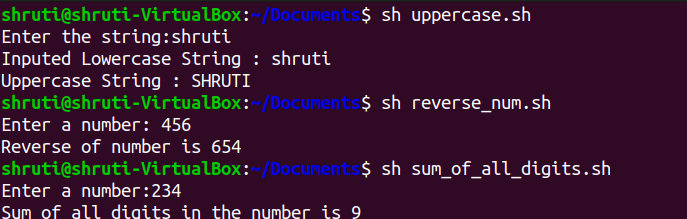 shruti@shruti-VirtualBox:~/Documents$ sh uppercase.sh
Enter the string:shruti
Inputed Lowercase String : shruti
Uppercase String : SHRUTI
shruti@shruti-VirtualBox:~/Documents$ sh reverse_num.sh
Enter a number: 456
Reverse of number is 654
shruti@shruti-VirtualBox:~/Documents$ sh sum_of_all_digits.sh
Enter a number:234
Sum of all digits in the number is 9